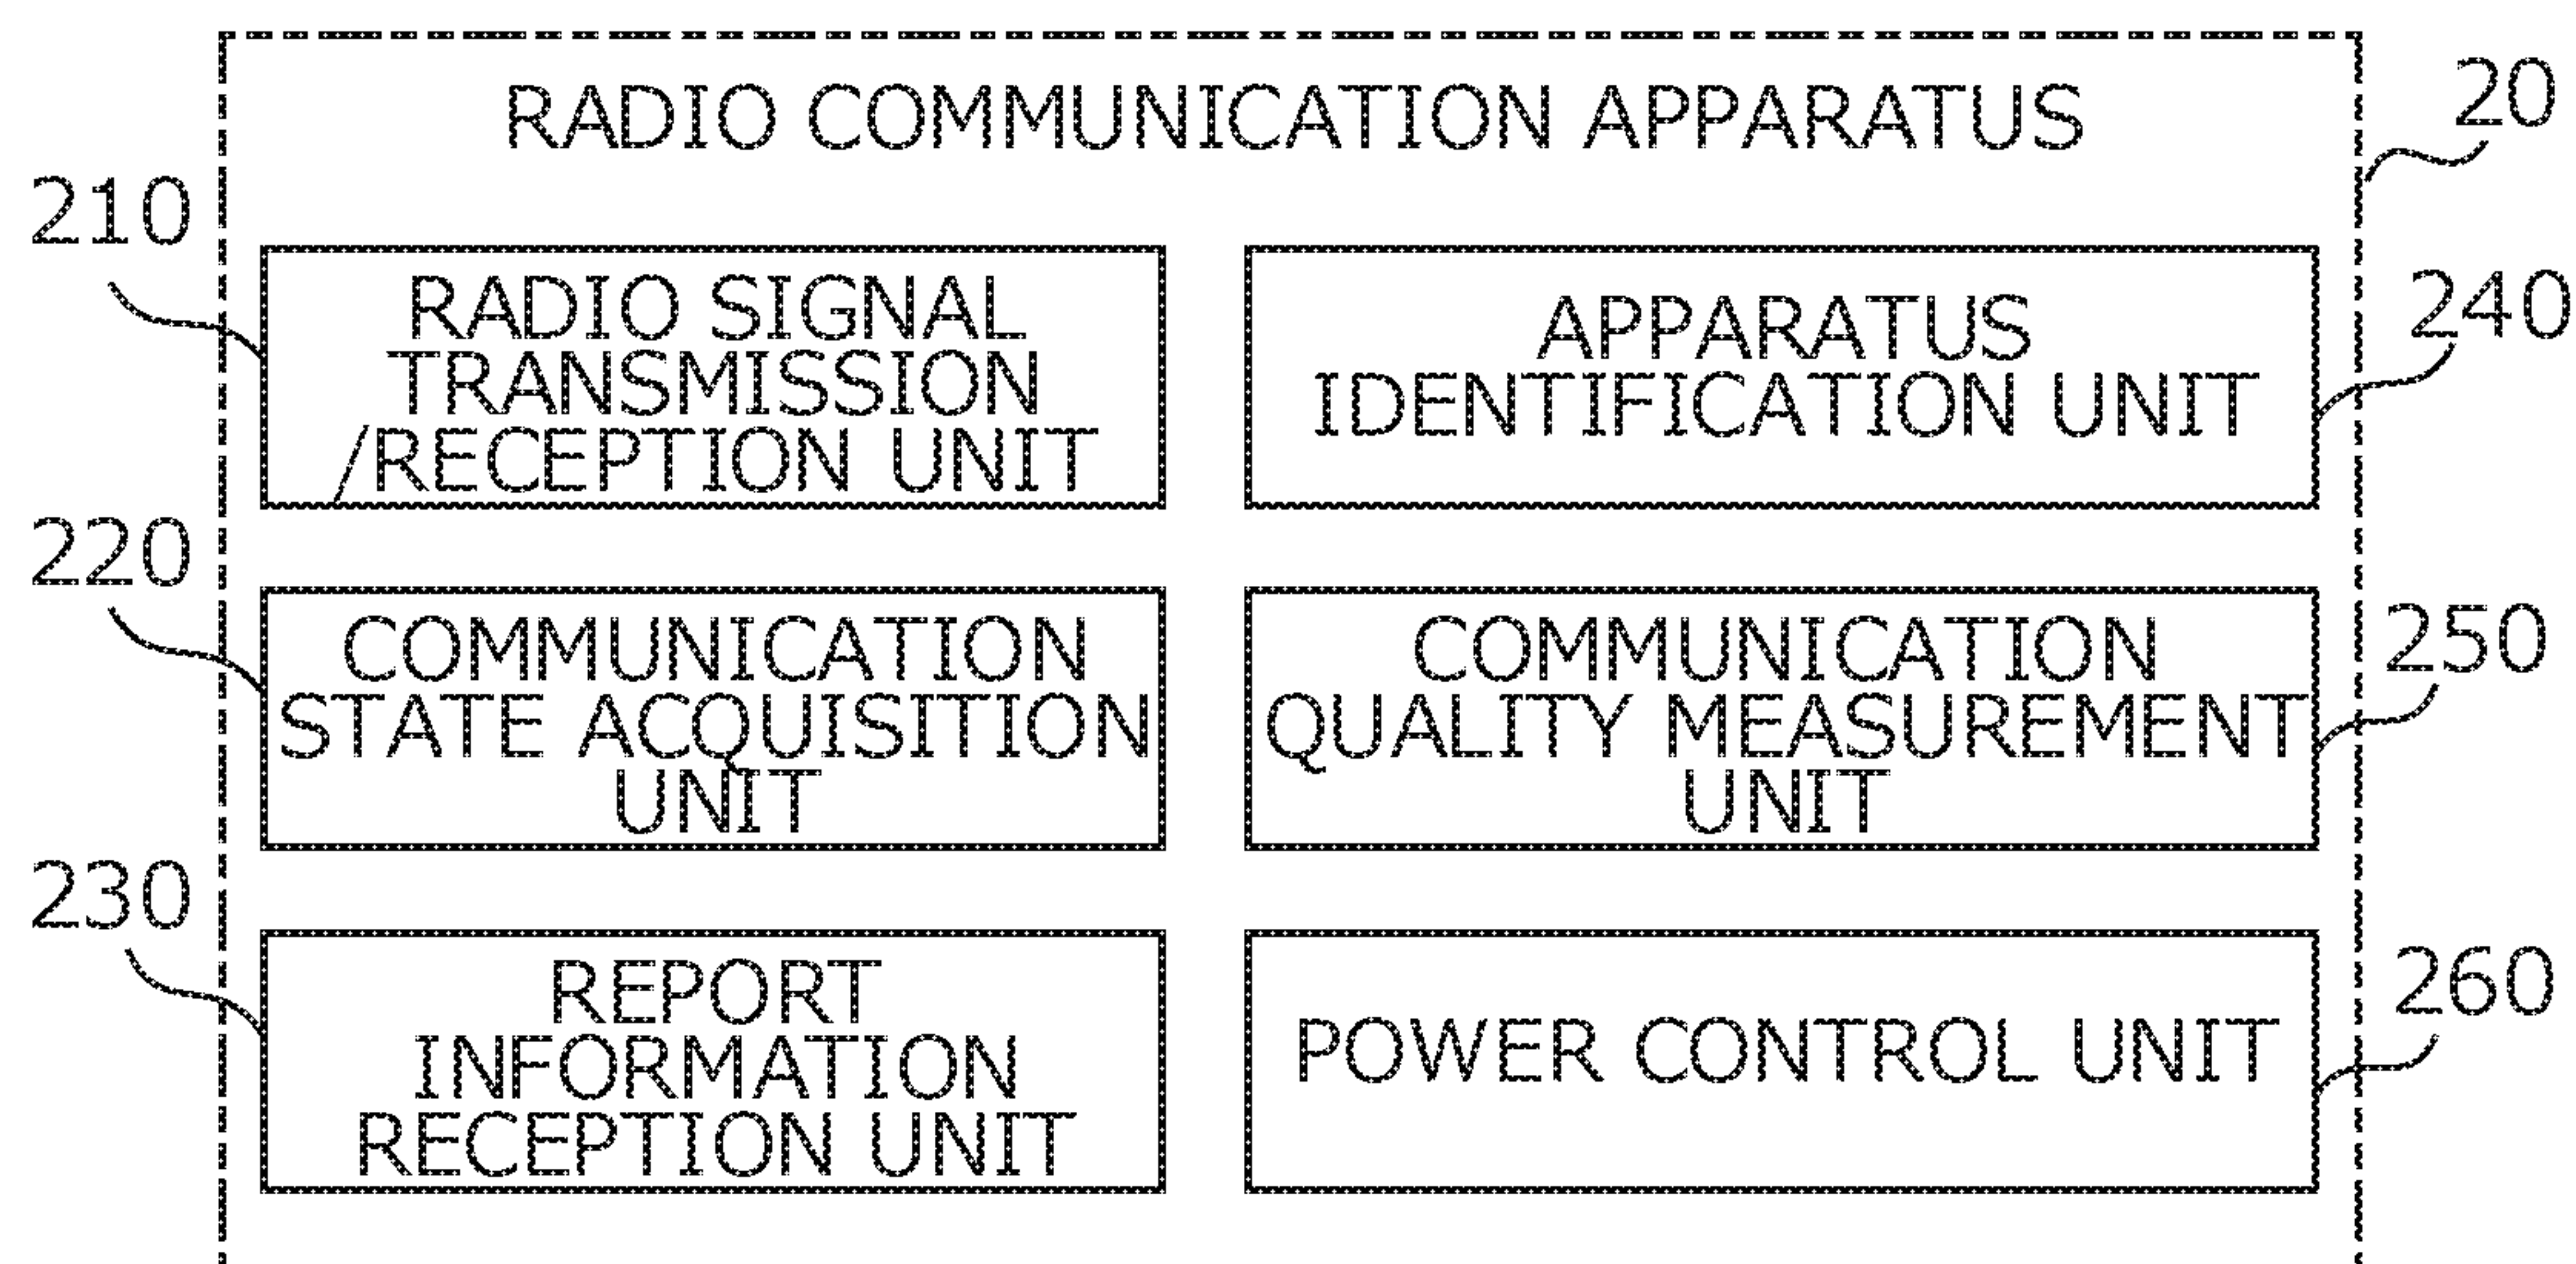 RADIO COMMUNICATION APPARATUS
20
210
RADIO SIGNAL
TRANSMISSION
/RECEPTION UNIT
APPARATUS
IDENTIFICATION UNIT
240
220
COMMUNICATION
STATE ACQUISITION
UNIT
COMMUNICATION
QUALITY MEASUREMENT
UNIT
250
230
REPORT
INFORMATION
RECEPTION UNIT
POWER CONTROL UNIT
260